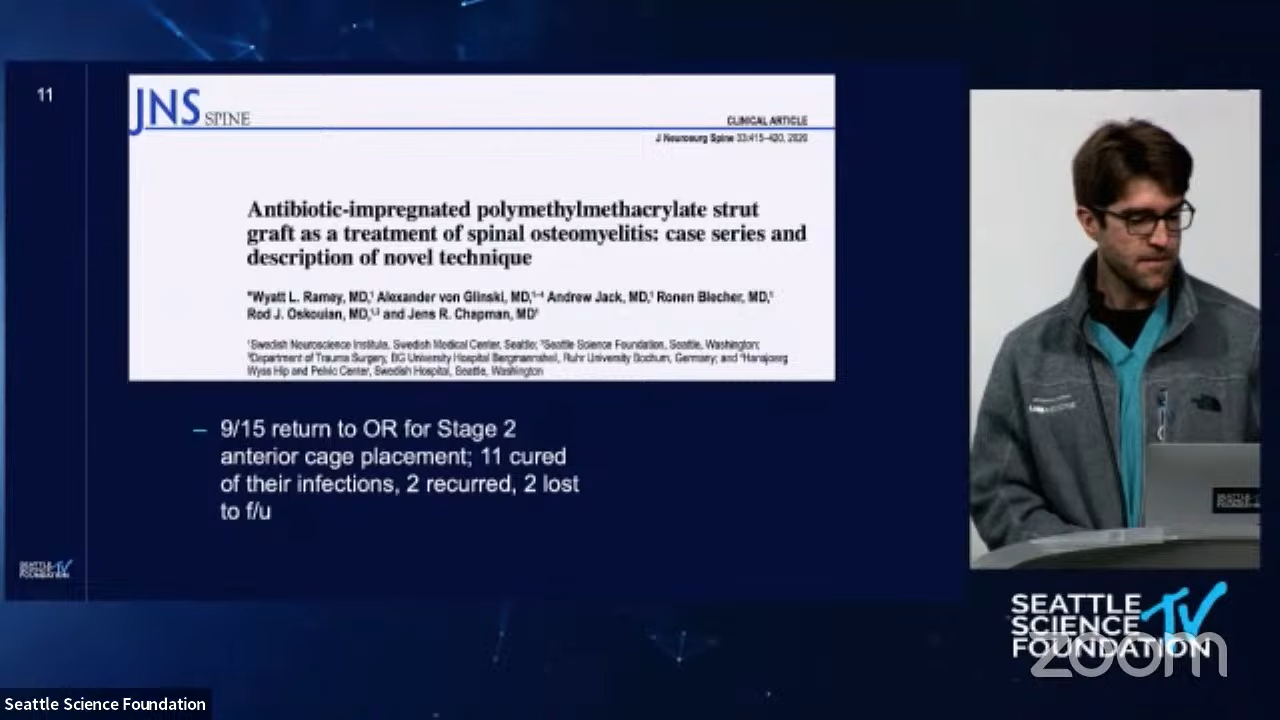 11
JNS SPINE
CLINICAL ARTICLE
J Neurosurg Spine 33:415–420, 2020
Antibiotic-impregnated polymethylmethacrylate strut
graft as a treatment of spinal osteomyelitis: case series and
description of novel technique
*Wyatt L. Ramey, MD,¹ Alexander von Glinski, MD,¹⁻⁴ Andrew Jack, MD,¹ Ronen Blecher, MD,¹
Rod J. Oskouian, MD,¹,² and Jens R. Chapman, MD¹
¹Swedish Neuroscience Institute, Swedish Medical Center, Seattle; ²Seattle Science Foundation, Seattle, Washington;
³Department of Trauma Surgery, BG University Hospital Bergmannsheil, Ruhr University Bochum, Germany; and ⁴Hansjoerg
Wyss Hip and Pelvic Center, Swedish Hospital, Seattle, Washington
– 9/15 return to OR for Stage 2
anterior cage placement; 11 cured
of their infections, 2 recurred, 2 lost
to f/u
SEATTLE
SCIENCE TV
FOUNDATION
zoom
Seattle Science Foundation